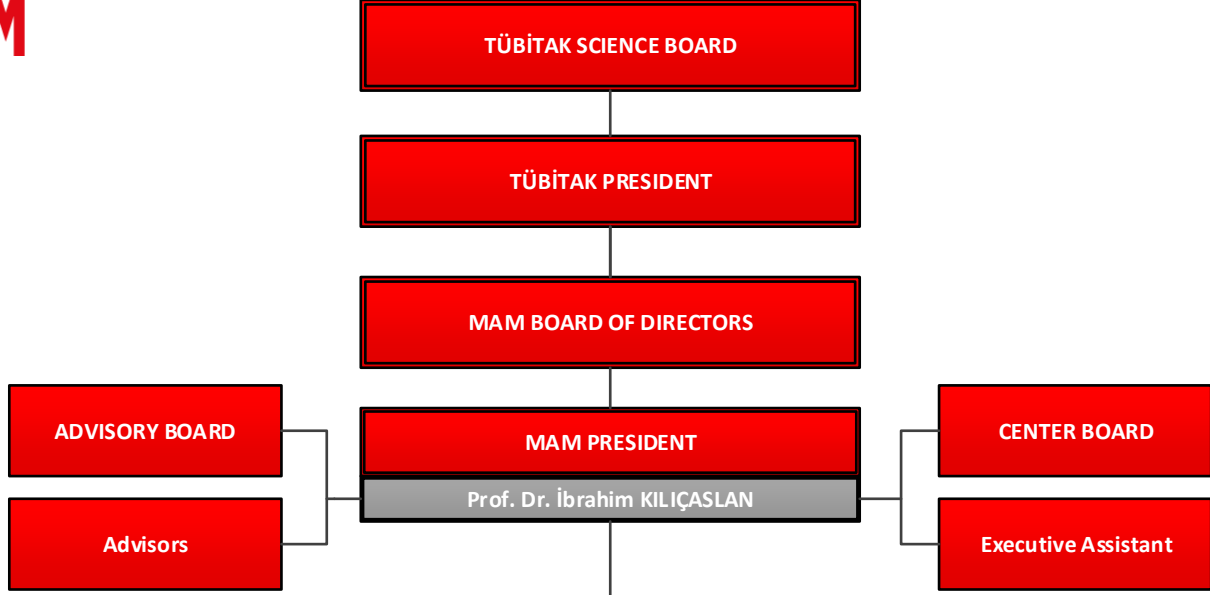 TÜBİTAK SCIENCE BOARD
TÜBİTAK PRESIDENT
MAM BOARD OF DIRECTORS
ADVISORY BOARD
MAM PRESIDENT
CENTER BOARD
Prof. Dr. İbrahim KILIÇASLAN
Advisors
Executive Assistant